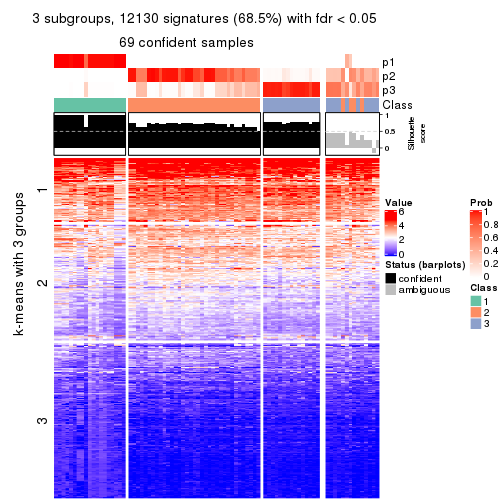 3 subgroups, 12130 signatures (68.5%) with fdr < 0.05
69 confident samples
p1
p2
p3
Class
1
0.5
0
Silhouette
score
k-means with 3 groups
1
2
3
Value
6
4
2
0
Status (barplots)
confident
ambiguous
Prob
1
0.8
0.6
0.4
0.2
0
Class
1
2
3